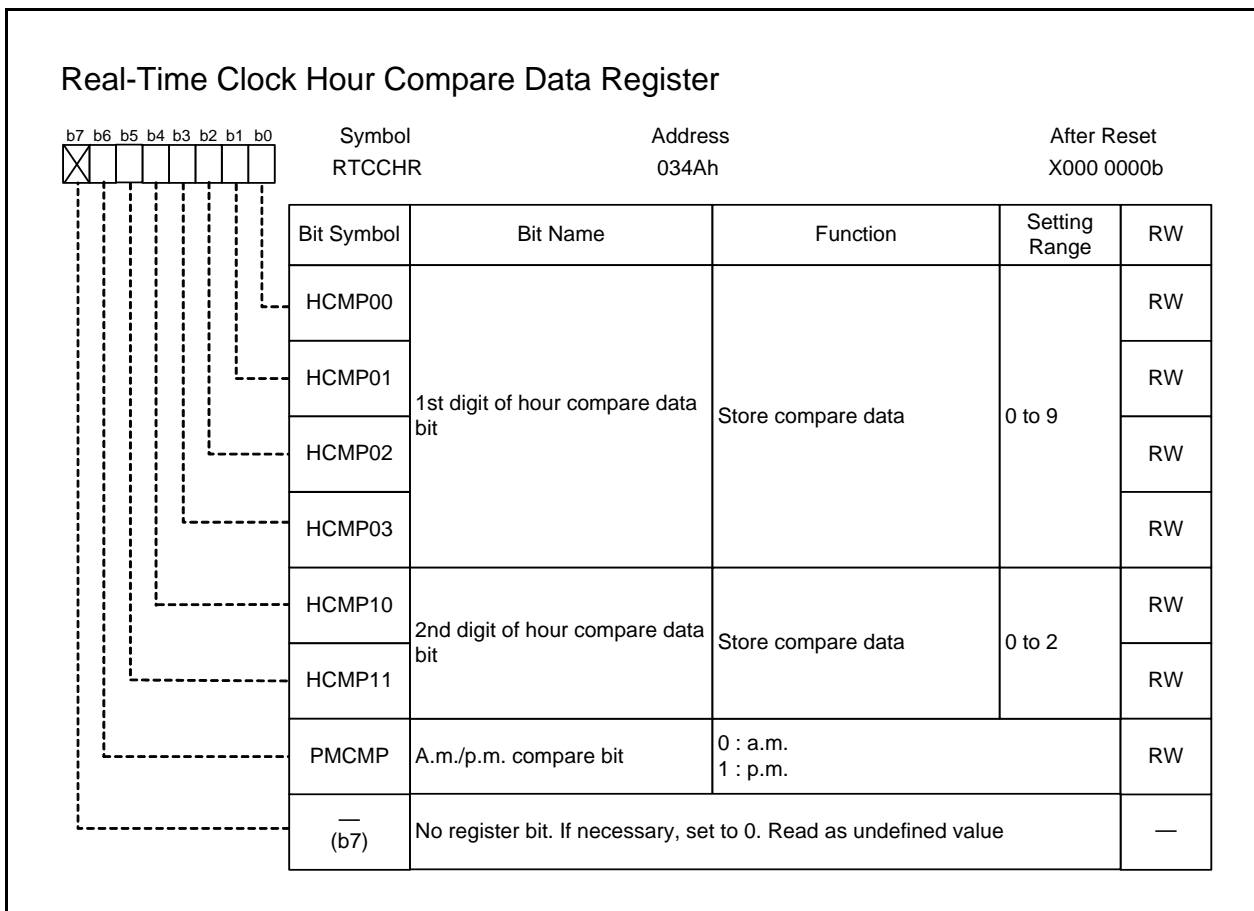 Real-Time Clock Hour Compare Data Register
b7 b6 b5 b4 b3 b2 b1 b0
Symbol Address After Reset
RTCCHR 034Ah X000 0000b
Bit Symbol Bit Name Function Setting Range RW
HCMP00 RW
HCMP01 RW
1st digit of hour compare data bit Store compare data 0 to 9
HCMP02 RW
HCMP03 RW
HCMP10 RW
2nd digit of hour compare data bit Store compare data 0 to 2
HCMP11 RW
PMCMP A.m./p.m. compare bit 0 : a.m. RW
1 : p.m.
—
(b7) No register bit. If necessary, set to 0. Read as undefined value —